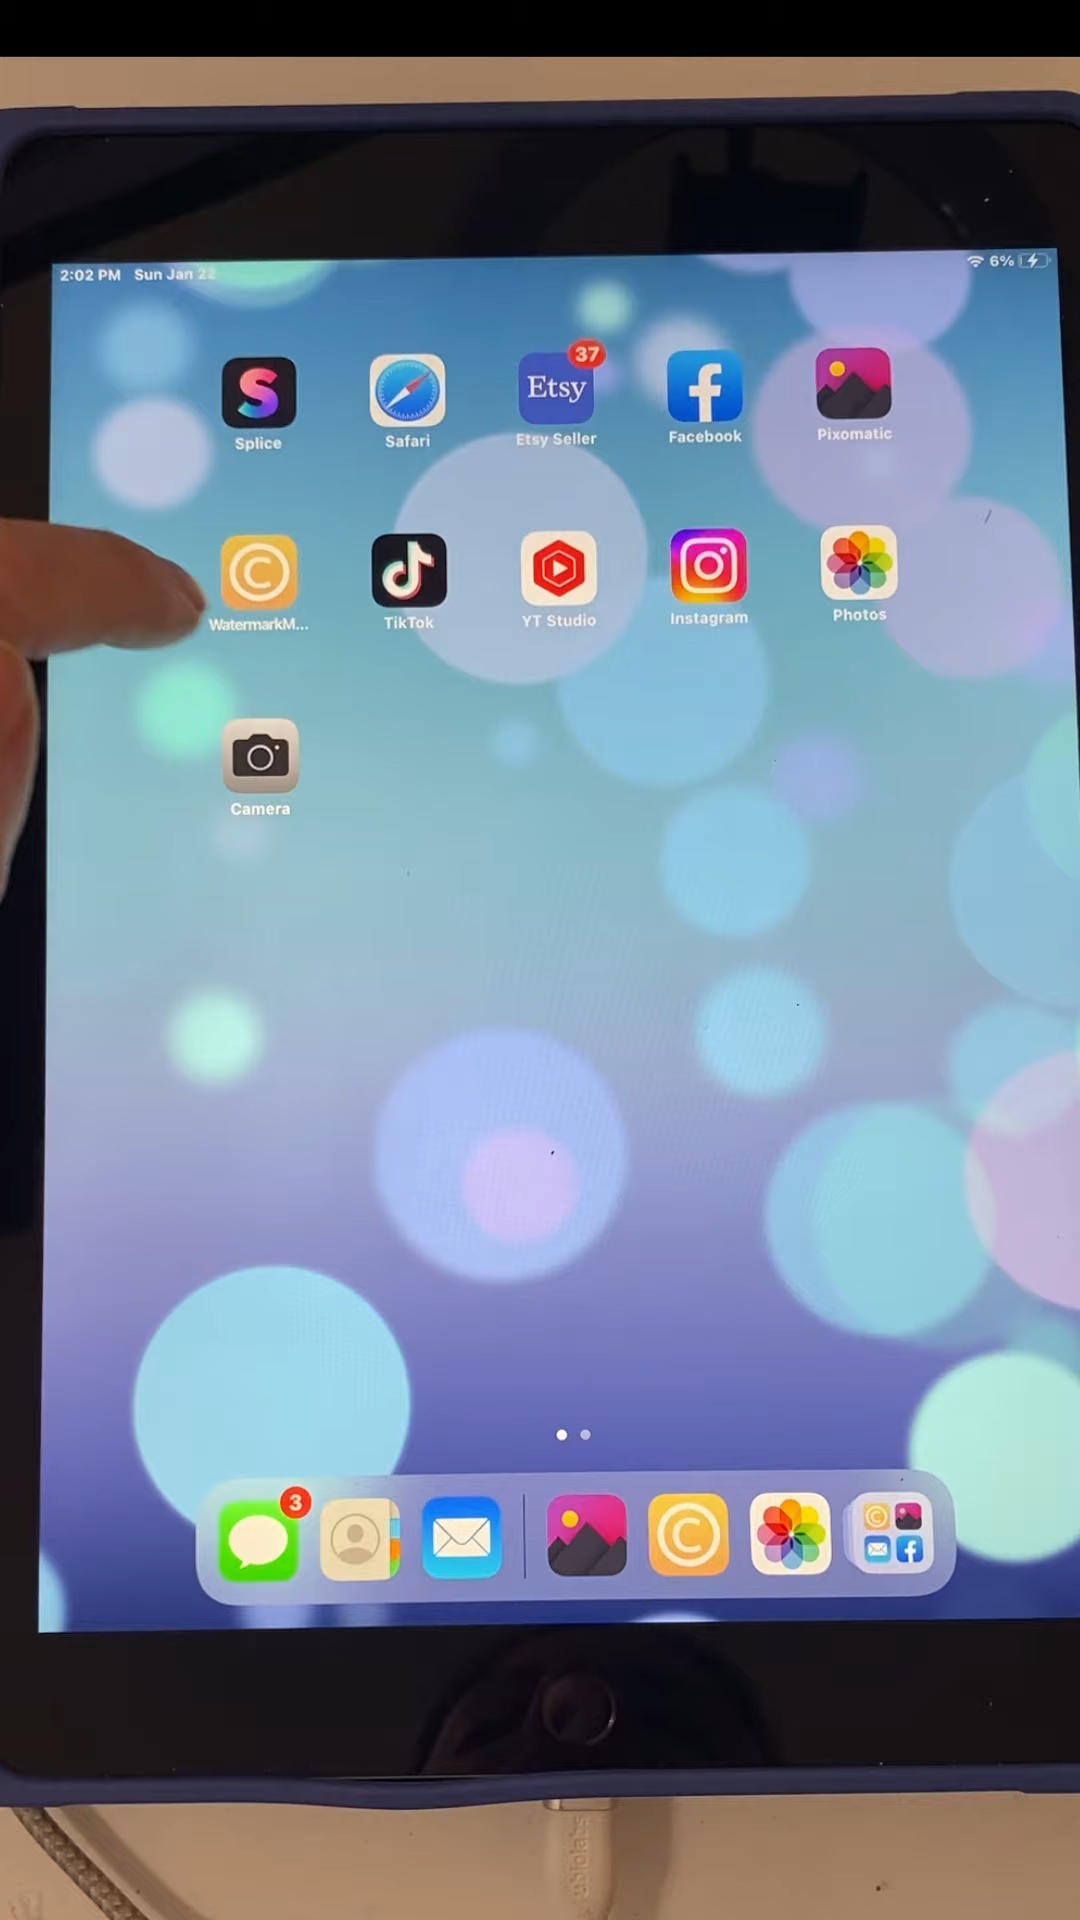 2:02 PM Sun Jan 22
6%
37
Etsy
Splice
Safari
Etsy Seller
Facebook
Pixomatic
WatermarkM...
TikTok
YT Studio
Instagram
Photos
Camera
3